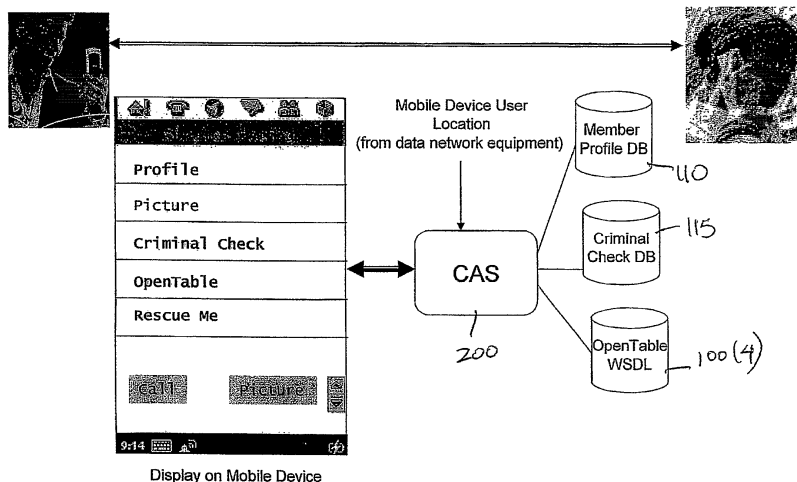 Mobile Device User
Location
(from data network equipment)
Member
Profile DB
110
Profile
Picture
Criminal Check
OpenTable
Rescue Me
CAS
200
Criminal
Check DB
115
OpenTable
WSDL
100(4)
Call
Picture
9:14
Display on Mobile Device